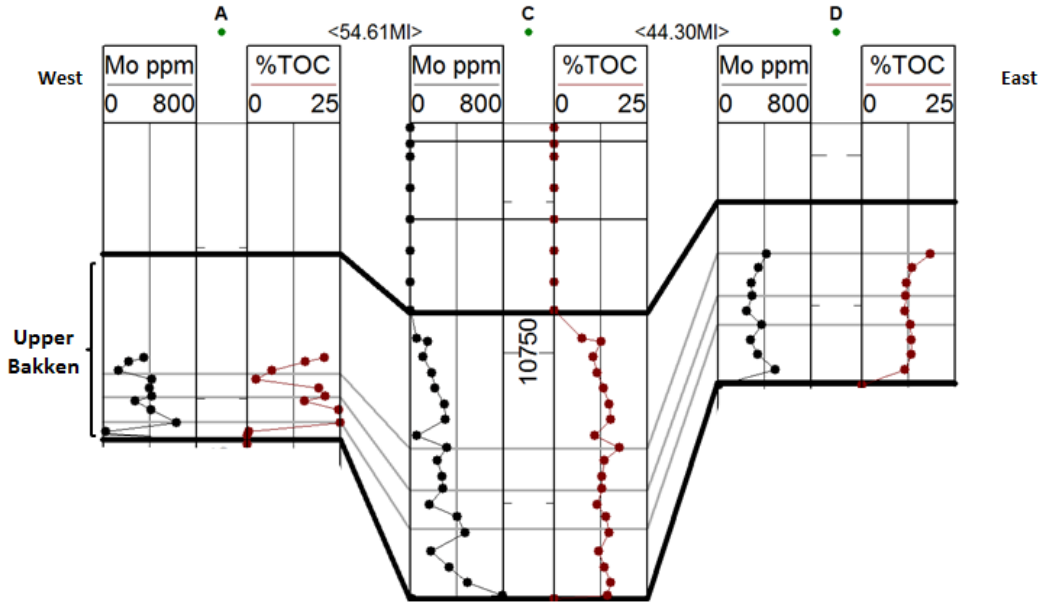 A C D
<54.61MI> <44.30MI>
West Mo ppm %TOC Mo ppm %TOC Mo ppm %TOC East
0 800 0 25 0 800 0 25 0 800 0 25
Upper
Bakken
10750